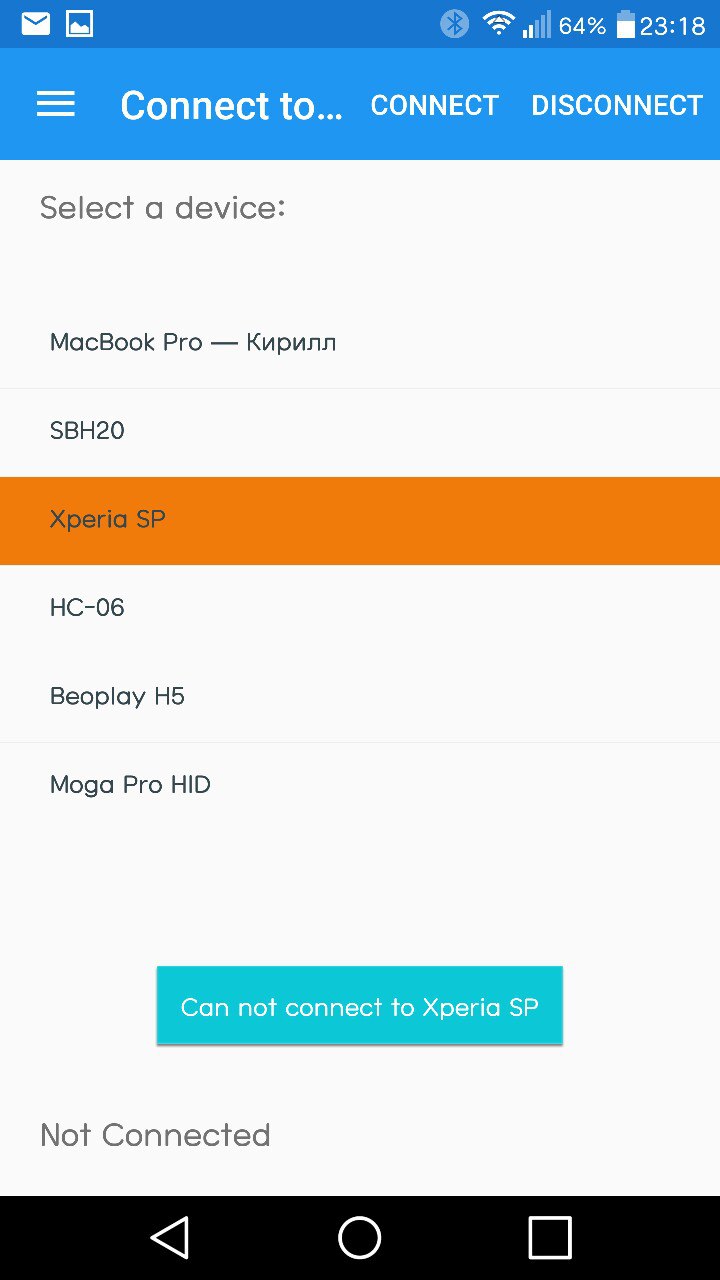 64% 23:18
Connect to... CONNECT DISCONNECT
Select a device:
MacBook Pro — Кирилл
SBH20
Xperia SP
HC-06
Beoplay H5
Moga Pro HID
Can not connect to Xperia SP
Not Connected